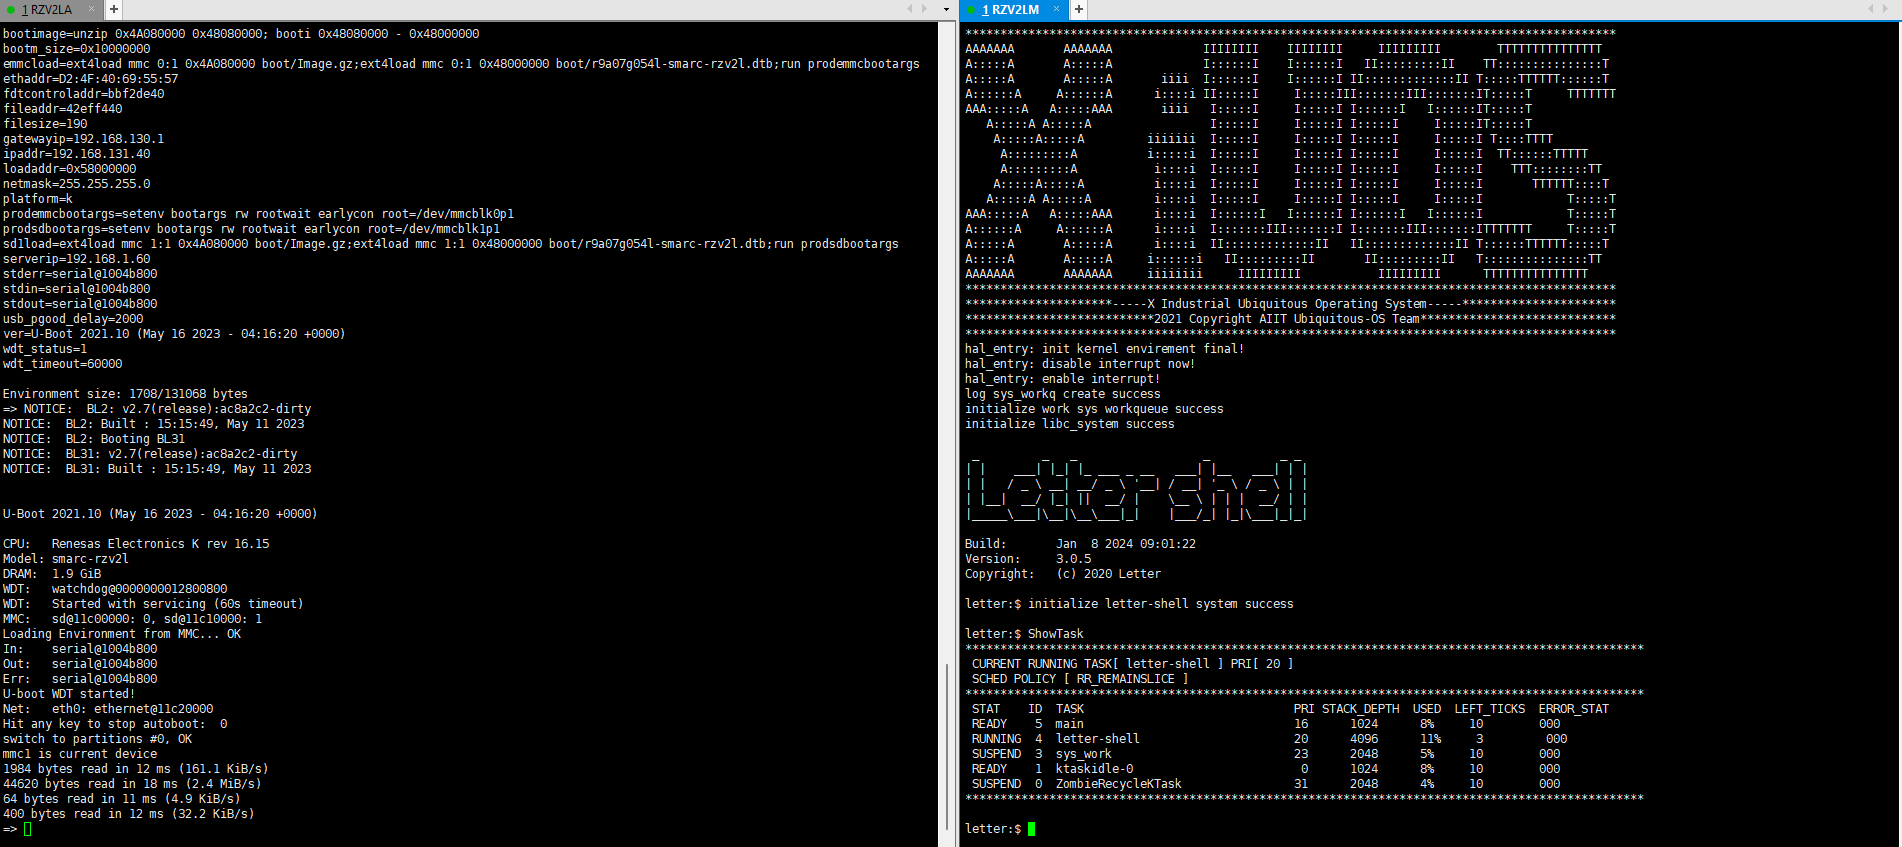 1 RZV2LA × +
bootimage=unzip 0x4A080000 0x48080000; booti 0x48080000 - 0x48000000
bootm_size=0x10000000
emmcload=ext4load mmc 0:1 0x4A080000 boot/Image.gz;ext4load mmc 0:1 0x48000000 boot/r9a07g054l-smarc-rzv2l.dtb;run prodemmcbootargs
ethaddr=D2:4F:40:69:55:57
fdtcontroladdr=bbf2de40
fileaddr=42eff440
filesize=190
gatewayip=192.168.130.1
ipaddr=192.168.131.40
loadaddr=0x58000000
netmask=255.255.255.0
platform=k
prodemmcbootargs=setenv bootargs rw rootwait earlycon root=/dev/mmcblk0p1
prodsdbootargs=setenv bootargs rw rootwait earlycon root=/dev/mmcblk1p1
sd1load=ext4load mmc 1:1 0x4A080000 boot/Image.gz;ext4load mmc 1:1 0x48000000 boot/r9a07g054l-smarc-rzv2l.dtb;run prodsdbootargs
serverip=192.168.1.60
stderr=serial@1004b800
stdin=serial@1004b800
stdout=serial@1004b800
usb_pgood_delay=2000
ver=U-Boot 2021.10 (May 16 2023 - 04:16:20 +0000)
wdt_status=1
wdt_timeout=60000
Environment size: 1708/131068 bytes
=> NOTICE:  BL2: v2.7(release):ac8a2c2-dirty
NOTICE:  BL2: Built : 15:15:49, May 11 2023
NOTICE:  BL2: Booting BL31
NOTICE:  BL31: v2.7(release):ac8a2c2-dirty
NOTICE:  BL31: Built : 15:15:49, May 11 2023
U-Boot 2021.10 (May 16 2023 - 04:16:20 +0000)
CPU:   Renesas Electronics K rev 16.15
Model: smarc-rzv2l
DRAM:  1.9 GiB
WDT:   watchdog@0000000012800800
WDT:   Started with servicing (60s timeout)
MMC:   sd@11c00000: 0, sd@11c10000: 1
Loading Environment from MMC... OK
In:    serial@1004b800
Out:   serial@1004b800
Err:   serial@1004b800
U-boot WDT started!
Net:   eth0: ethernet@11c20000
Hit any key to stop autoboot:  0
switch to partitions #0, OK
mmc1 is current device
1984 bytes read in 12 ms (161.1 KiB/s)
44620 bytes read in 18 ms (2.4 MiB/s)
64 bytes read in 11 ms (4.9 KiB/s)
400 bytes read in 12 ms (32.2 KiB/s)
=>
1 RZV2LM × +
XiUOS
*********************-----X Industrial Ubiquitous Operating System-----**********************
***************************2021 Copyright AIIT Ubiquitous-OS Team****************************
hal_entry: init kernel envirement final!
hal_entry: disable interrupt now!
hal_entry: enable interrupt!
log sys_workq create success
initialize work sys workqueue success
initialize libc_system success
Letter shell
Build:       Jan  8 2024 09:01:22
Version:     3.0.5
Copyright:   (c) 2020 Letter
letter:$ initialize letter-shell system success
letter:$ ShowTask
CURRENT RUNNING TASK[ letter-shell ] PRI[ 20 ]
SCHED POLICY [ RR_REMAINSLICE ]
STAT    ID  TASK                              PRI STACK_DEPTH  USED  LEFT_TICKS  ERROR_STAT
READY    5  main                              16      1024      8%     10        000
RUNNING  4  letter-shell                      20      4096      11%     3         000
SUSPEND  3  sys_work                          23      2048      5%     10        000
READY    1  ktaskidle-0                        0      1024      8%     10        000
SUSPEND  0  ZombieRecycleKTask                31      2048      4%     10        000
letter:$